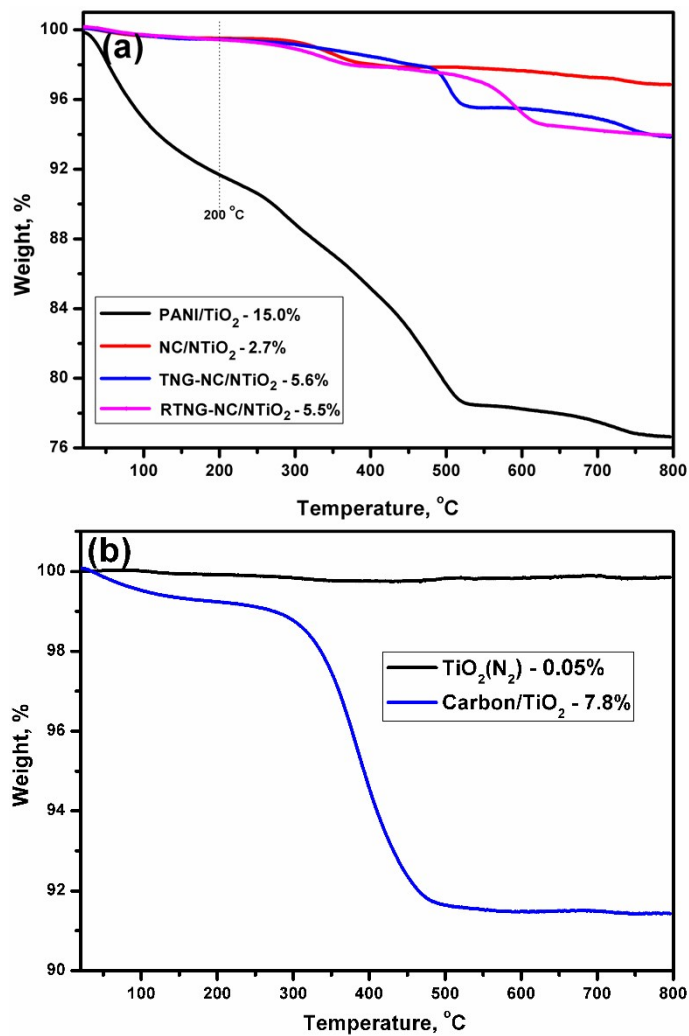 (a)
100
96
92
88
84
80
76
Weight, %
200 °C
PANI/TiO₂ - 15.0%
NC/NTiO₂ - 2.7%
TNG-NC/NTiO₂ - 5.6%
RTNG-NC/NTiO₂ - 5.5%
100 200 300 400 500 600 700 800
Temperature, °C
(b)
100
98
96
94
92
90
Weight, %
TiO₂(N₂) - 0.05%
Carbon/TiO₂ - 7.8%
100 200 300 400 500 600 700 800
Temperature, °C